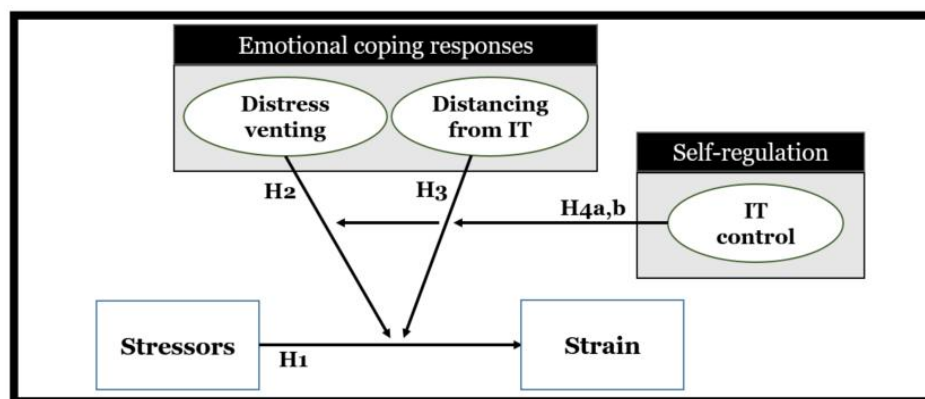 Emotional coping responses
Distress
venting
Distancing
from IT
Self-regulation
H2
H3
H4a,b
IT
control
Stressors
H1
Strain